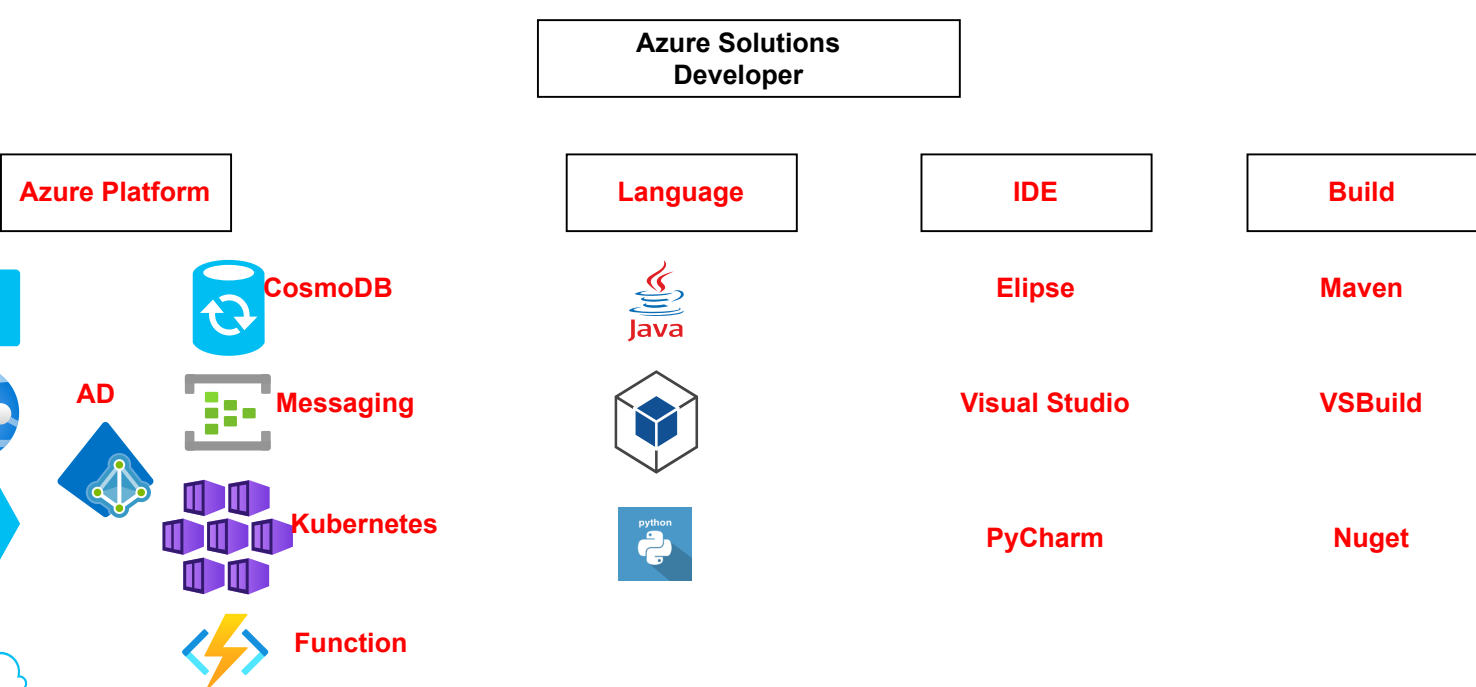 Azure Solutions
Developer
Azure Platform
Language
IDE
Build
CosmoDB
Java
Elipse
Maven
AD
Messaging
Visual Studio
VSBuild
Kubernetes
python
PyCharm
Nuget
Function